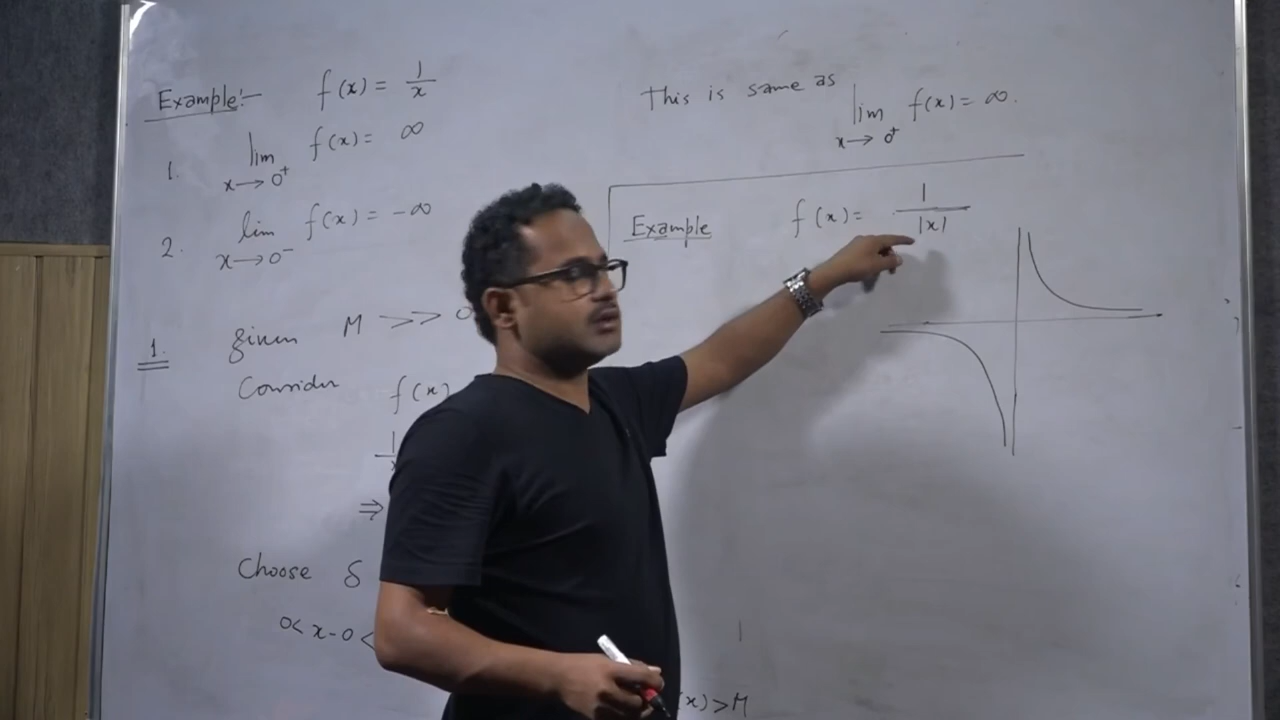 Example:- f(x) = 1/x
1. lim x→0⁺ f(x) = ∞
2. lim x→0⁻ f(x) = -∞
1. given M >> 0
Consider f(x)
1
⇒
Choose δ
0< x-0 <
(x) > M
This is same as lim x→0⁺ f(x) = ∞.
Example f(x) = 1/|x|